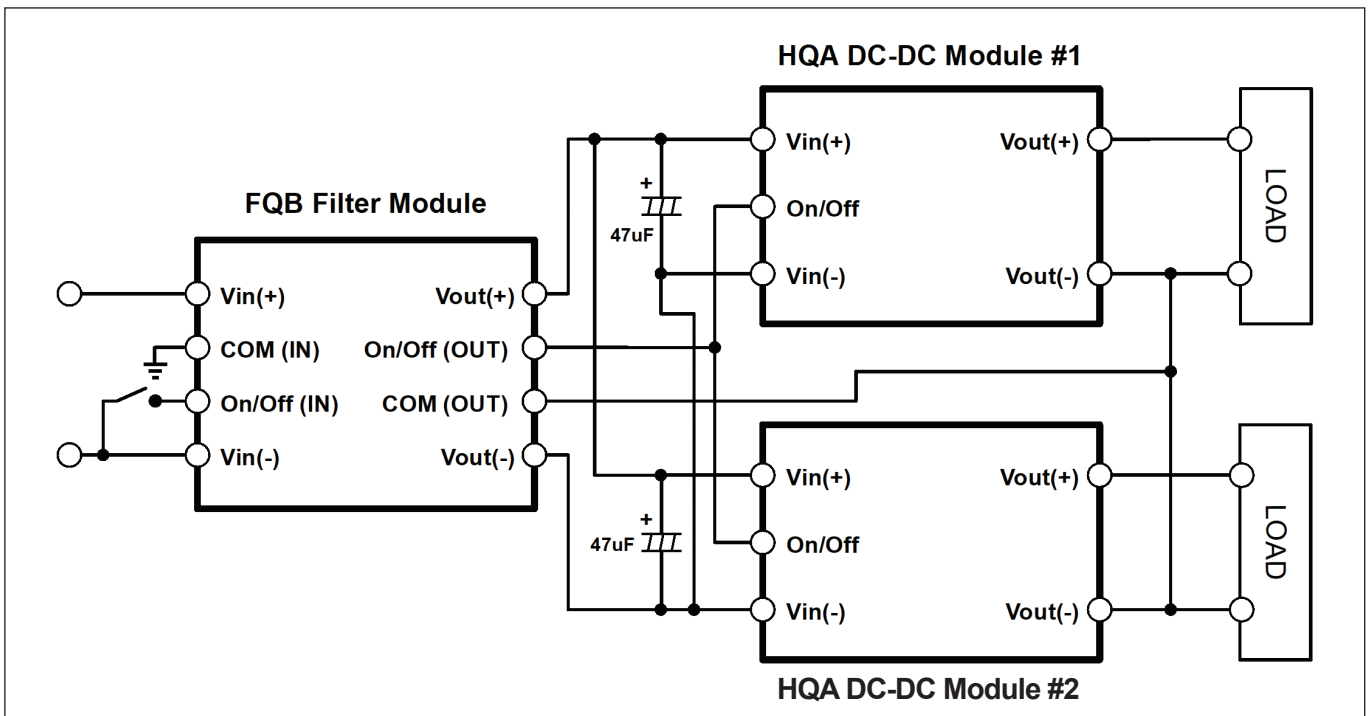 HQA DC-DC Module #1
Vin(+)
Vout(+)
On/Off
Vin(-)
Vout(-)
LOAD
+
47uF
FQB Filter Module
Vin(+)
Vout(+)
COM (IN)
On/Off (OUT)
On/Off (IN)
COM (OUT)
Vin(-)
Vout(-)
+
47uF
Vin(+)
Vout(+)
On/Off
Vin(-)
Vout(-)
LOAD
HQA DC-DC Module #2